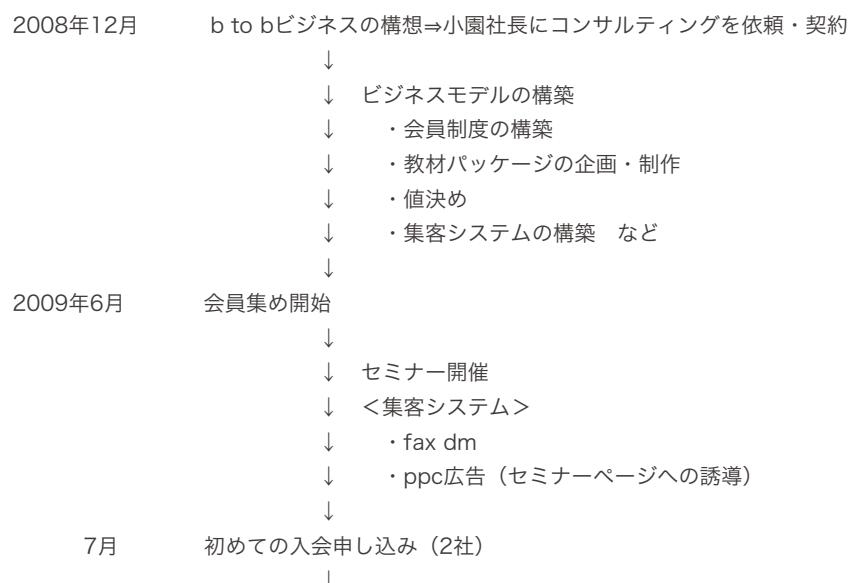 2008年12月 b to bビジネスの構想⇒小園社長にコンサルティングを依頼・契約
↓
↓ ビジネスモデルの構築
↓ ・会員制度の構築
↓ ・教材パッケージの企画・制作
↓ ・値決め
↓ ・集客システムの構築 など
↓
2009年6月 会員集め開始
↓
↓ セミナー開催
↓ ＜集客システム＞
↓ ・fax dm
↓ ・ppc広告（セミナーページへの誘導）
↓
7月 初めての入会申し込み（2社）
↓